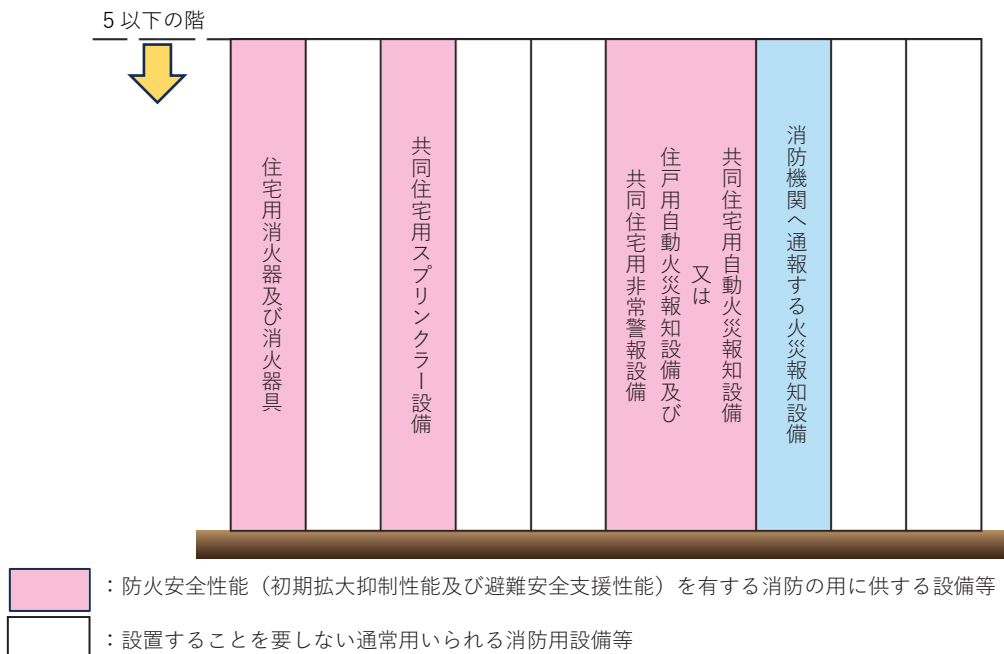 5 以下の階
住宅用消火器及び消火器具
共同住宅用スプリンクラー設備
共同住宅用自動火災報知設備
又は
住戸用自動火災報知設備及び
共同住宅用非常警報設備
消防機関へ通報する火災報知設備
：防火安全性能（初期拡大抑制性能及び避難安全支援性能）を有する消防の用に供する設備等
：設置することを要しない通常用いられる消防用設備等